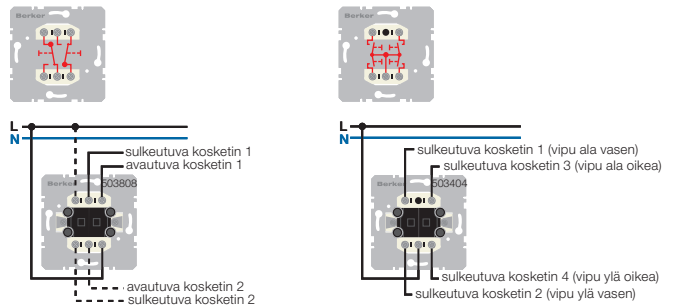 Berker
Berker
L
N
sulkeutuva kosketin 1
avautuva kosketin 1
Berker
503808
avautuva kosketin 2
sulkeutuva kosketin 2
L
N
sulkeutuva kosketin 1 (vipu ala vasen)
sulkeutuva kosketin 3 (vipu ala oikea)
Berker
503404
sulkeutuva kosketin 4 (vipu ylä oikea)
sulkeutuva kosketin 2 (vipu ylä vasen)